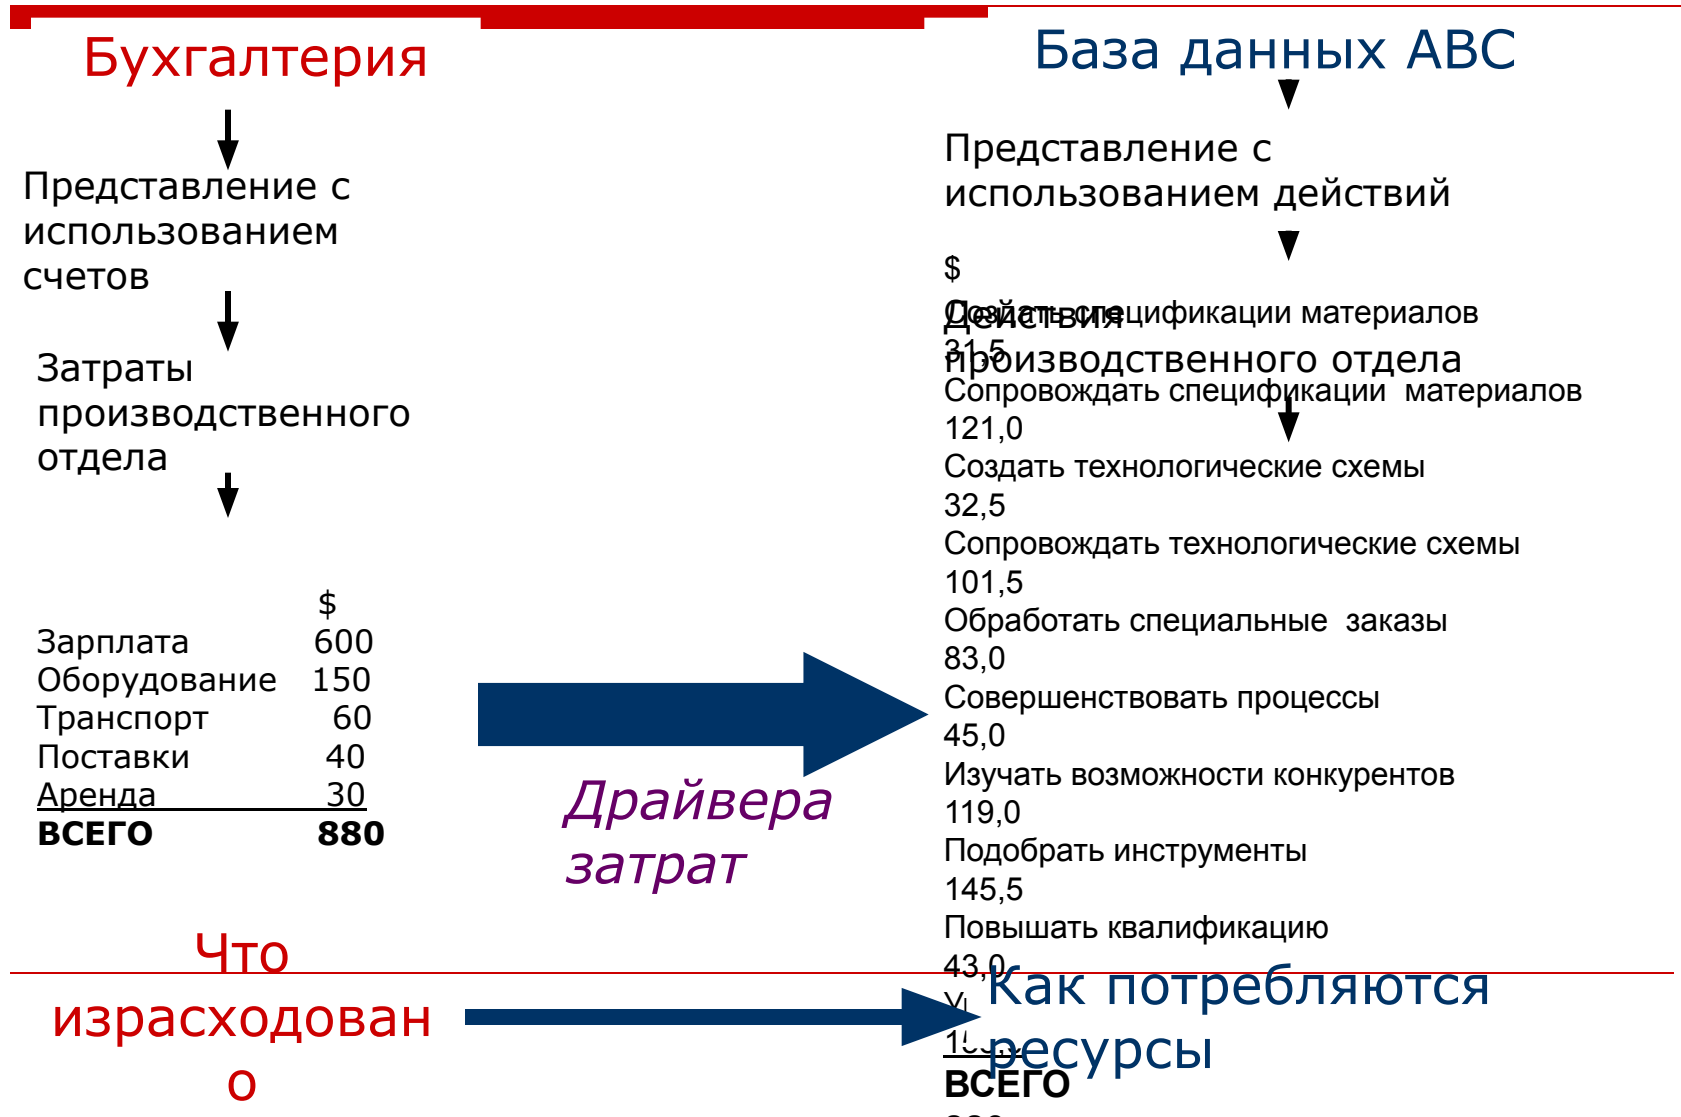 Бухгалтерия
Представление с
использованием
счетов
Затраты
производственного
отдела
$
Зарплата 600
Оборудование 150
Транспорт 60
Поставки 40
Аренда 30
ВСЕГО 880
Что
израсходован
о
Драйвера
затрат
База данных АВС
Представление с
использованием действий
$
Действия
производственного отдела
Создать спецификации материалов
31,5
Сопровождать спецификации материалов
121,0
Создать технологические схемы
32,5
Сопровождать технологические схемы
101,5
Обработать специальные заказы
83,0
Совершенствовать процессы
45,0
Изучать возможности конкурентов
119,0
Подобрать инструменты
145,5
Повышать квалификацию
43,0
ВСЕГО
Как потребляются
ресурсы